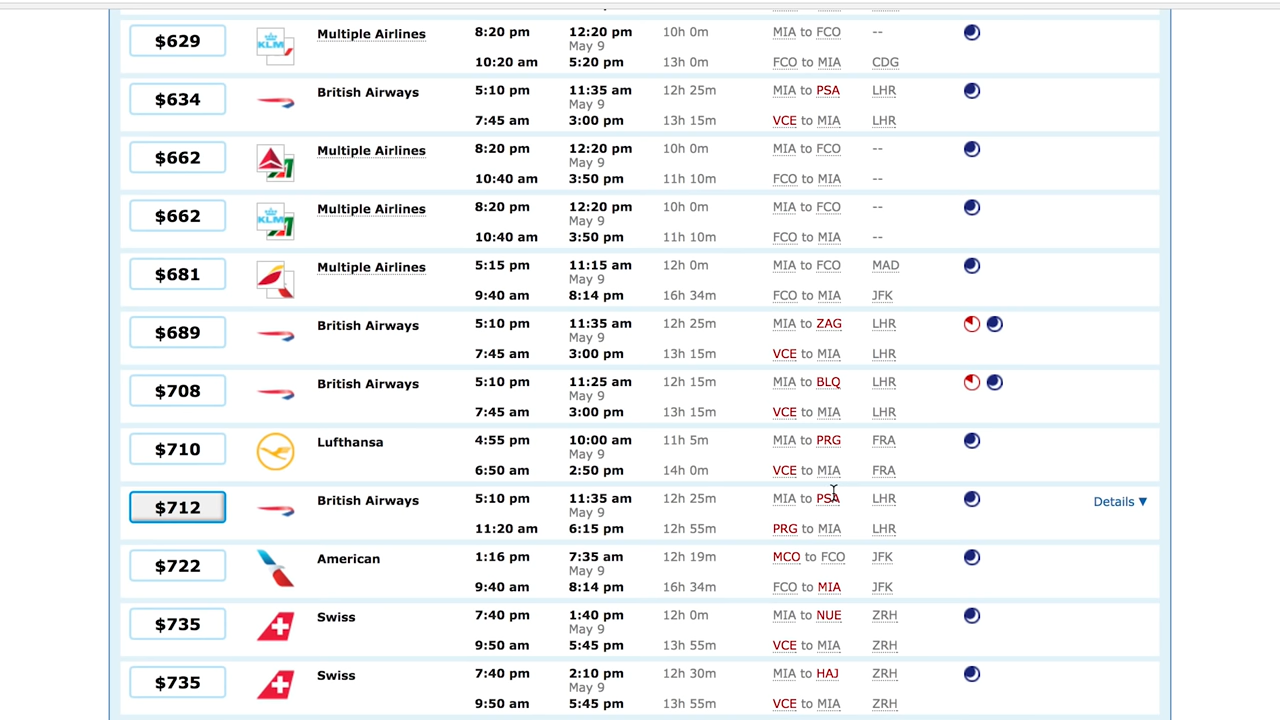 $629 Multiple Airlines 8:20 pm 12:20 pm 10h 0m MIA to FCO --
May 9
10:20 am 5:20 pm 13h 0m FCO to MIA CDG
KLM
$634 British Airways 5:10 pm 11:35 am 12h 25m MIA to PSA LHR
May 9
7:45 am 3:00 pm 13h 15m VCE to MIA LHR
$662 Multiple Airlines 8:20 pm 12:20 pm 10h 0m MIA to FCO --
May 9
10:40 am 3:50 pm 11h 10m FCO to MIA --
$662 Multiple Airlines 8:20 pm 12:20 pm 10h 0m MIA to FCO --
May 9
10:40 am 3:50 pm 11h 10m FCO to MIA --
KLM
$681 Multiple Airlines 5:15 pm 11:15 am 12h 0m MIA to FCO MAD
May 9
9:40 am 8:14 pm 16h 34m FCO to MIA JFK
$689 British Airways 5:10 pm 11:35 am 12h 25m MIA to ZAG LHR
May 9
7:45 am 3:00 pm 13h 15m VCE to MIA LHR
$708 British Airways 5:10 pm 11:25 am 12h 15m MIA to BLQ LHR
May 9
7:45 am 3:00 pm 13h 15m VCE to MIA LHR
$710 Lufthansa 4:55 pm 10:00 am 11h 5m MIA to PRG FRA
May 9
6:50 am 2:50 pm 14h 0m VCE to MIA FRA
$712 British Airways 5:10 pm 11:35 am 12h 25m MIA to PSA LHR Details ▼
May 9
11:20 am 6:15 pm 12h 55m PRG to MIA LHR
$722 American 1:16 pm 7:35 am 12h 19m MCO to FCO JFK
May 9
9:40 am 8:14 pm 16h 34m FCO to MIA JFK
$735 Swiss 7:40 pm 1:40 pm 12h 0m MIA to NUE ZRH
May 9
9:50 am 5:45 pm 13h 55m VCE to MIA ZRH
$735 Swiss 7:40 pm 2:10 pm 12h 30m MIA to HAJ ZRH
May 9
9:50 am 5:45 pm 13h 55m VCE to MIA ZRH